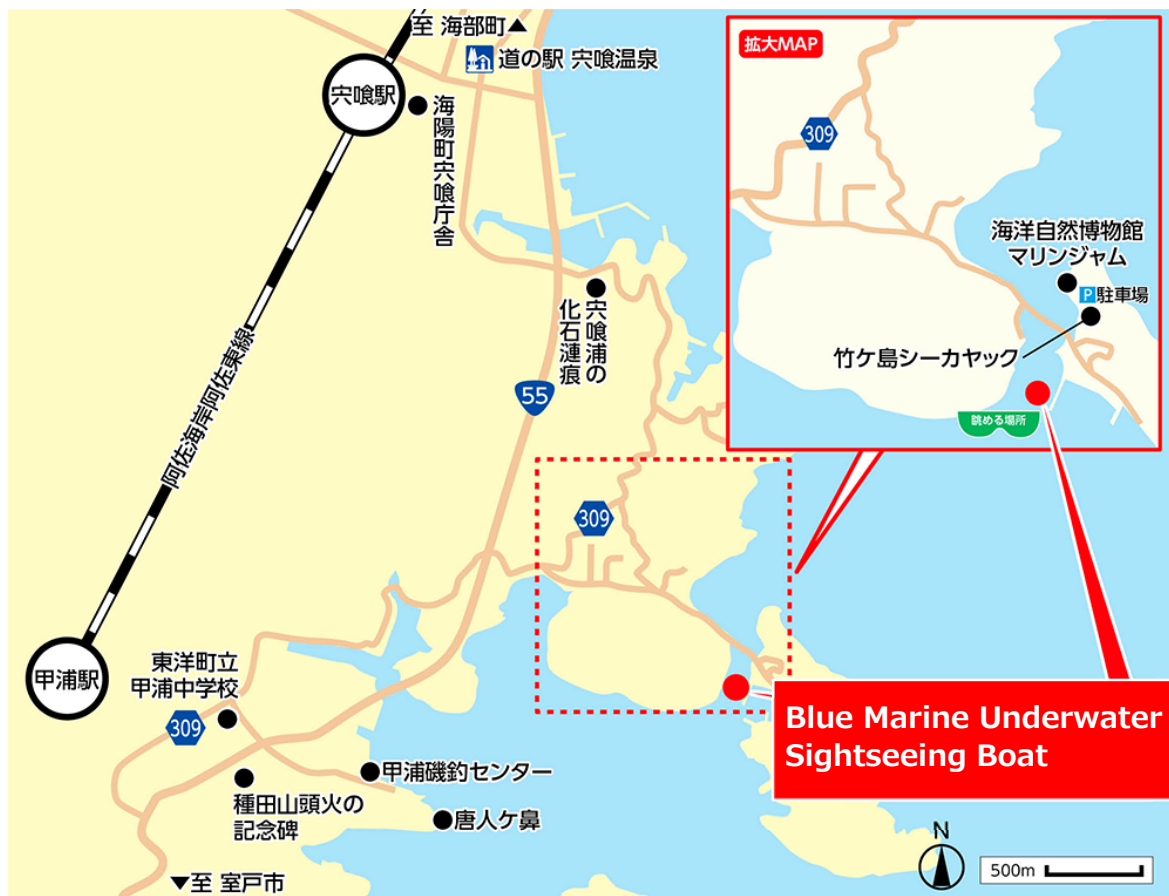 至 海部町▲
道の駅 宍喰温泉
宍喰駅
海陽町宍喰庁舎
宍喰浦の
化石漣痕
阿佐海岸阿佐東線
55
309
甲浦駅
東洋町立
甲浦中学校
309
甲浦磯釣センター
種田山頭火の
記念碑
唐人ケ鼻
▼至 室戸市
拡大MAP
309
海洋自然博物館
マリンジャム
P駐車場
竹ケ島シーカヤック
眺める場所
Blue Marine Underwater
Sightseeing Boat
N
500m